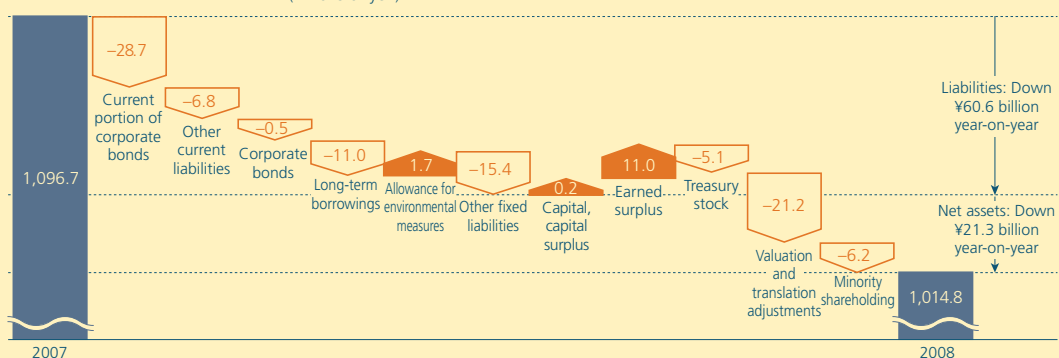 1,096.7
2007
–28.7
Current
portion of
corporate
bonds
–6.8
Other
current
liabilities
–0.5
Corporate
bonds
–11.0
Long-term
borrowings
1.7
Allowance for
environmental
measures
–15.4
Other fixed
liabilities
0.2
Capital,
capital
surplus
11.0
Earned
surplus
–5.1
Treasury
stock
–21.2
Valuation
and
translation
adjustments
–6.2
Minority
shareholding
1,014.8
2008
Liabilities: Down
¥60.6 billion
year-on-year
Net assets: Down
¥21.3 billion
year-on-year